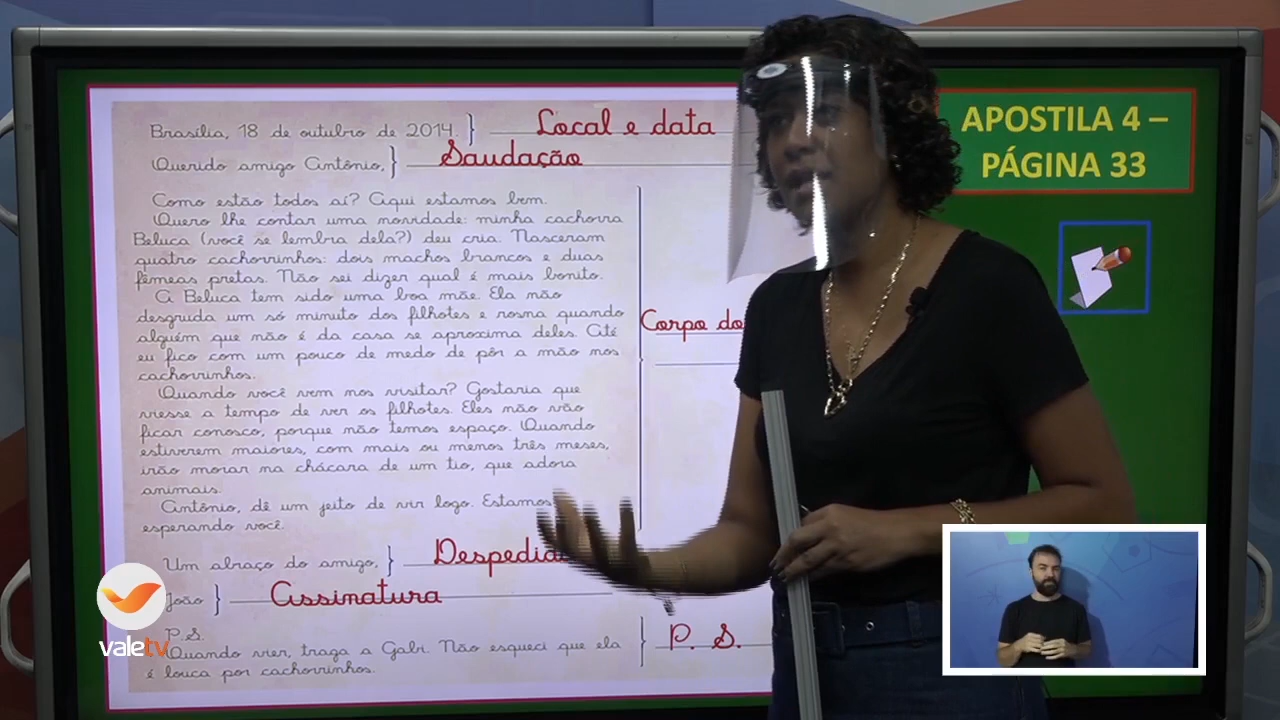 Brasília, 18 de outubro de 2014. } Local e data
Querido amigo Antônio, } Saudação
Como estão todos aí? Aqui estamos bem.
Quero lhe contar uma novidade: minha cachorra
Beluca (você se lembra dela?) deu cria. Nasceram
quatro cachorrinhos: dois machos brancos e duas
fêmeas pretas. Não sei dizer qual é mais bonito.
A Beluca tem sido uma boa mãe. Ela não
desgruda um só minuto dos filhotes e rosna quando
alguém que não é da casa se aproxima deles. Até
eu fico com um pouco de medo de pôr a mão nos
cachorrinhos.
Quando você vem nos visitar? Gostaria que
viesse a tempo de ver os filhotes. Eles não vão
ficar conosco, porque não temos espaço. Quando
estiverem maiores, com mais ou menos três meses,
irão morar na chácara de um tio, que adora
animais.
Antônio, dê um jeito de vir logo. Estamos
esperando você.
Corpo do
Um abraço do amigo, } Despedi
João } Assinatura
P.S.
Quando vier, traga a Gabi. Não esqueci que ela
é louca por cachorrinhos.
} P. S.
APOSTILA 4 –
PÁGINA 33
valetv